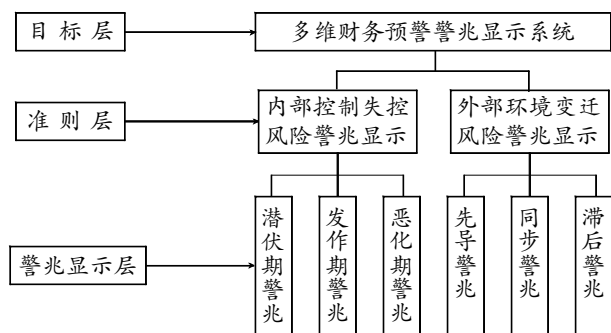 目标层
多维财务预警警兆显示系统
准则层
内部控制失控
风险警兆显示
外部环境变迁
风险警兆显示
警兆显示层
潜伏期警兆
发作期警兆
恶化期警兆
先导警兆
同步警兆
滞后警兆